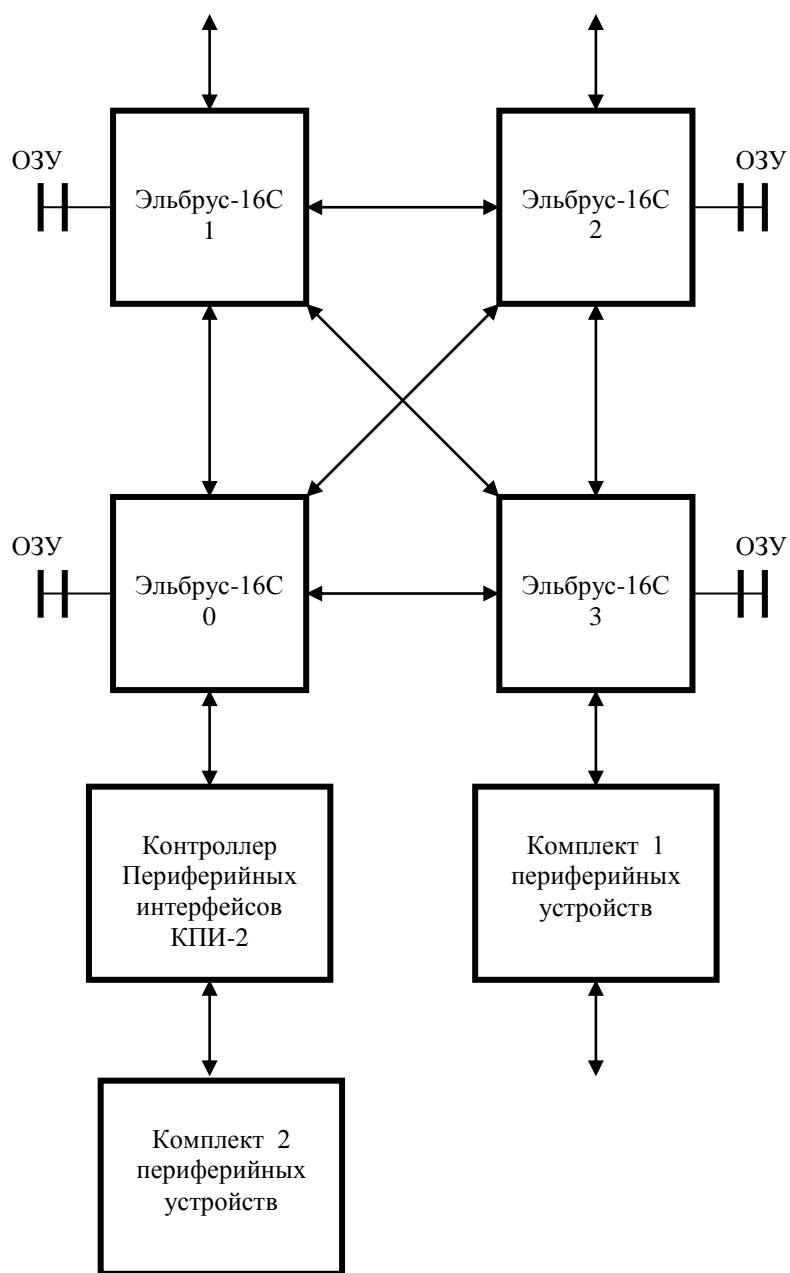 ОЗУ
Эльбрус-16С
1
Эльбрус-16С
2
ОЗУ
ОЗУ
Эльбрус-16С
0
Эльбрус-16С
3
ОЗУ
Контроллер
Периферийных
интерфейсов
КПИ-2
Комплект 1
периферийных
устройств
Комплект 2
периферийных
устройств